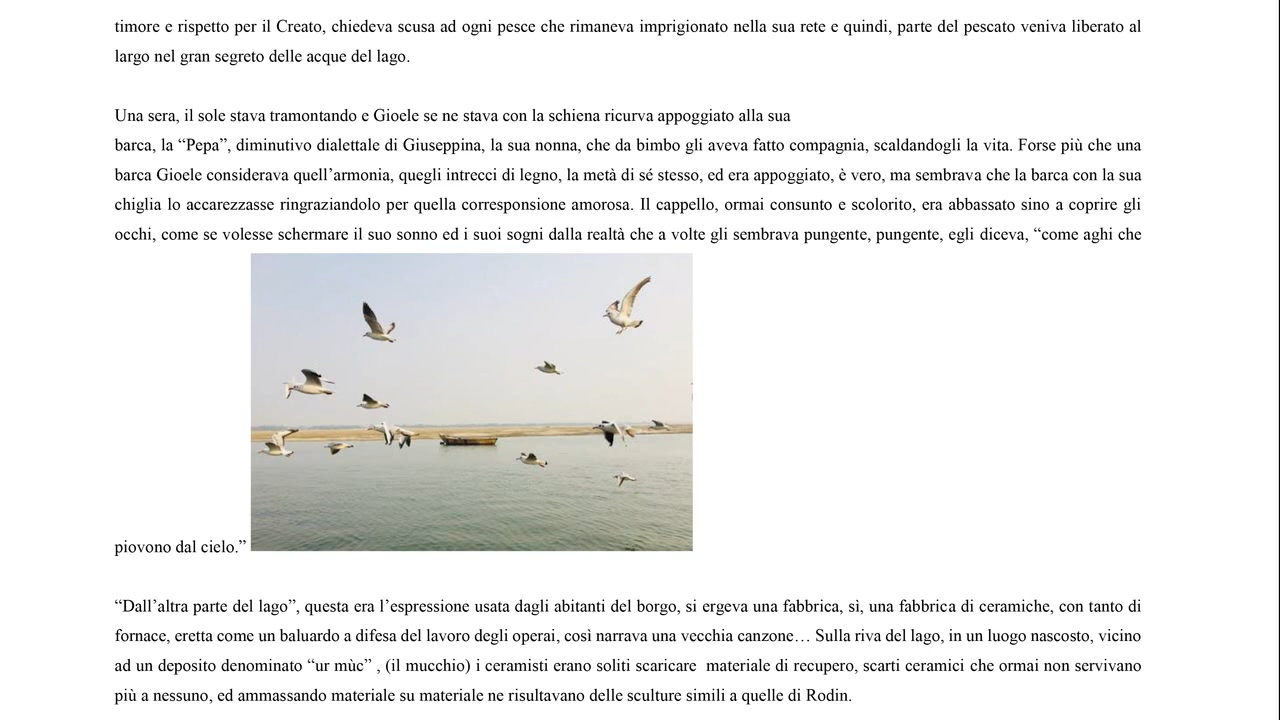 timore e rispetto per il Creato, chiedeva scusa ad ogni pesce che rimaneva imprigionato nella sua rete e quindi, parte del pescato veniva liberato al
largo nel gran segreto delle acque del lago.
Una sera, il sole stava tramontando e Gioele se ne stava con la schiena ricurva appoggiato alla sua
barca, la “Pepa”, diminutivo dialettale di Giuseppina, la sua nonna, che da bimbo gli aveva fatto compagnia, scaldandogli la vita. Forse più che una
barca Gioele considerava quell’armonia, quegli intrecci di legno, la metà di sé stesso, ed era appoggiato, è vero, ma sembrava che la barca con la sua
chiglia lo accarezzasse ringraziandolo per quella corresponsione amorosa. Il cappello, ormai consunto e scolorito, era abbassato sino a coprire gli
occhi, come se volesse schermare il suo sonno ed i suoi sogni dalla realtà che a volte gli sembrava pungente, pungente, egli diceva, “come aghi che
piovono dal cielo.”
“Dall’altra parte del lago”, questa era l’espressione usata dagli abitanti del borgo, si ergeva una fabbrica, sì, una fabbrica di ceramiche, con tanto di
fornace, eretta come un baluardo a difesa del lavoro degli operai, così narrava una vecchia canzone… Sulla riva del lago, in un luogo nascosto, vicino
ad un deposito denominato “ur mùc” , (il mucchio) i ceramisti erano soliti scaricare  materiale di recupero, scarti ceramici che ormai non servivano
più a nessuno, ed ammassando materiale su materiale ne risultavano delle sculture simili a quelle di Rodin.